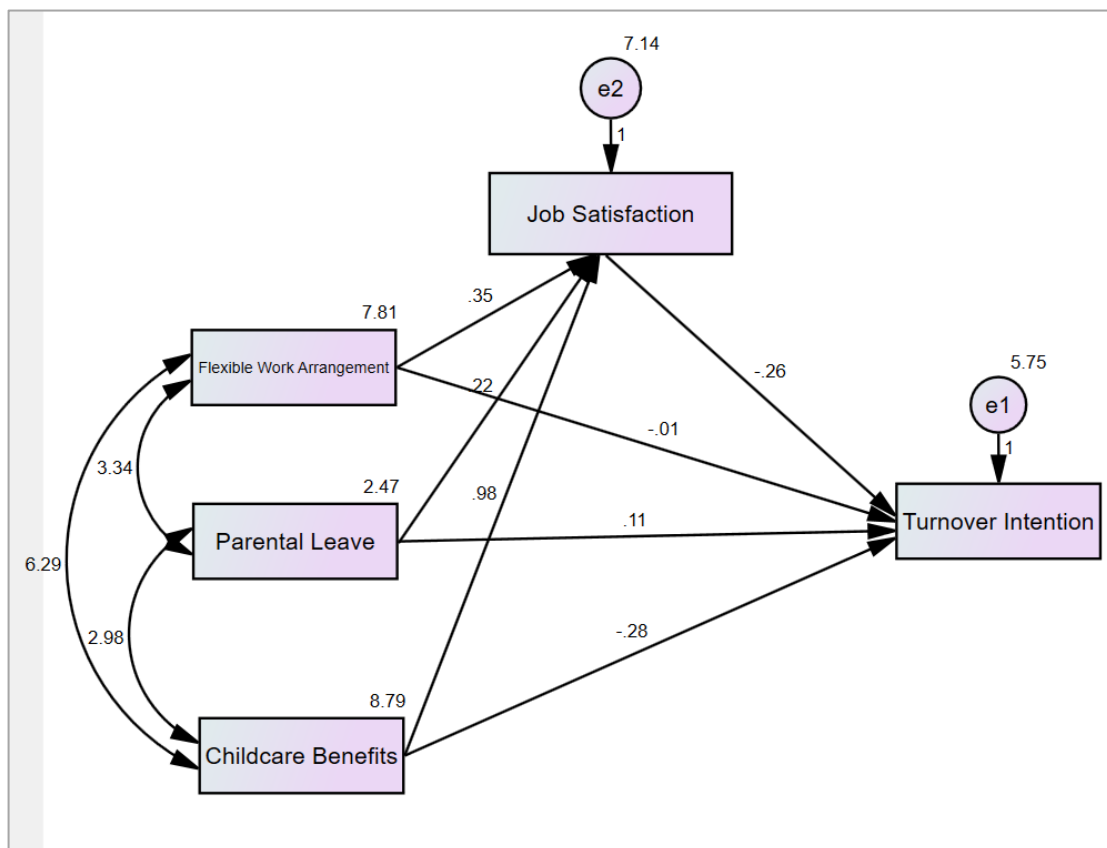 7.14
e2
1
Job Satisfaction
7.81
.35
Flexible Work Arrangement
-.26
5.75
.22
e1
-.01
1
3.34
2.47
.98
.11
Turnover Intention
Parental Leave
6.29
2.98
-.28
8.79
Childcare Benefits